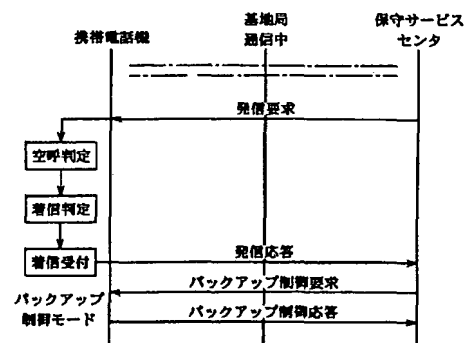 携帯電話機
基地局
通信中
保守サービス
センタ
発信要求
空呼判定
着信判定
着信受付
発信応答
バックアップ制御要求
バックアップ
制御モード
バックアップ制御応答